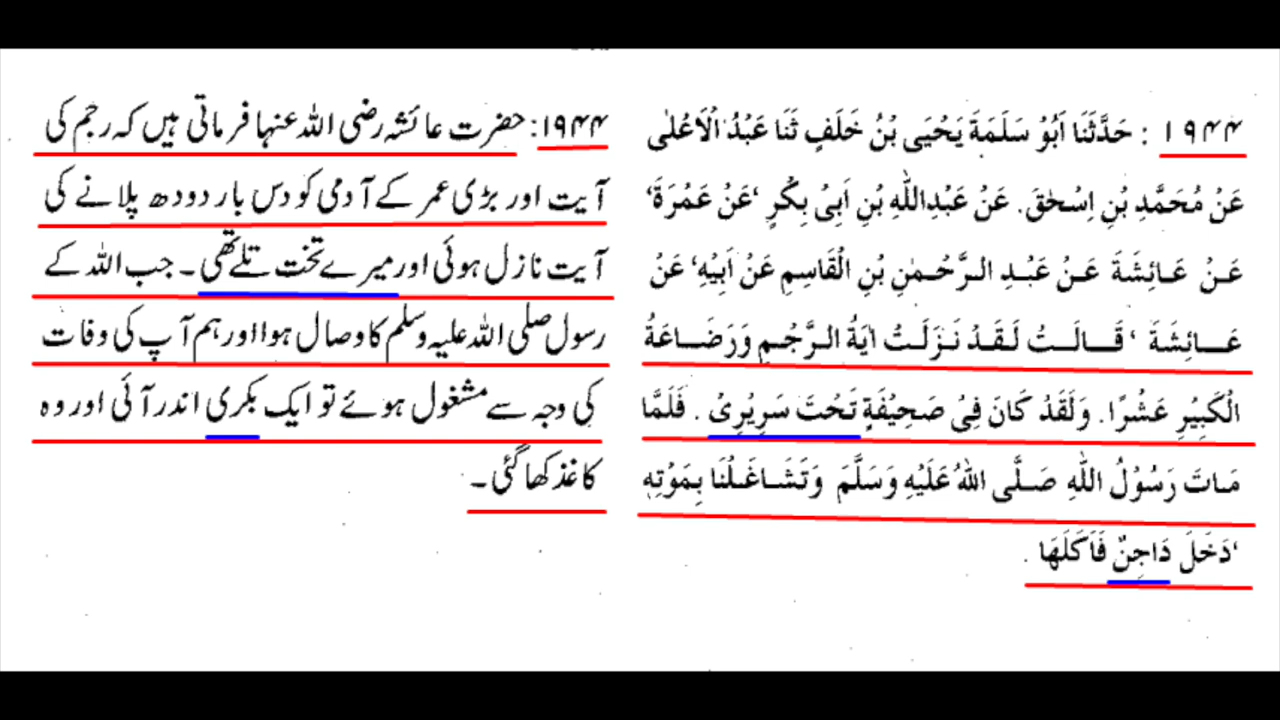 ۱۹۴۴ : حَدَّثَنَا اَبُوْ سَلَمَةَ يَحْيَى بْنُ خَلَفٍ ثَنَا عَبْدُ الْاَعْلٰى
عَنْ مُحَمَّدِ بْنِ اِسْحٰقَ. عَنْ عَبْدِاللّٰهِ بْنِ اَبِىْ بِكْرٍ ‘عَنْ عَمْرَةَ‘
عَنْ عَائِشَةَ عَنْ عَبْدِ الرَّحْمٰنِ بْنِ الْقَاسِمِ عَنْ اَبِيْهِ‘ عَنْ
عَائِشَةَ ‘ قَالَتْ لَقَدْ نَزَلَتْ اٰيَةُ الرَّجْمِ وَرَضَاعَةُ
الْكَبِيْرِ عَشْرًا. وَلَقَدْ كَانَ فِىْ صَحِيْفَةٍ تَحْتَ سَرِيْرِىْ . فَلَمَّا
مَاتَ رَسُوْلُ اللّٰهِ صَلَّى اللّٰهُ عَلَيْهِ وَسَلَّمَ وَتَشَاغَلْنَا بِمَوْتِهٖ
‘دَخَلَ دَاجِنٌ فَاَكَلَهَا .
۱۹۴۴: حضرت عائشہ رضی اللہ عنہا فرماتی ہیں کہ رجم کی
آیت اور بڑی عمر کے آدمی کو دس بار دودھ پلانے کی
آیت نازل ہوئی اور میرے تخت تلے تھی ۔ جب اللہ کے
رسول صلی اللہ علیہ وسلم کا وصال ہوا اور ہم آپ کی وفات
کی وجہ سے مشغول ہوئے تو ایک بکری اندر آئی اور وہ
کاغذ کھا گئی ۔